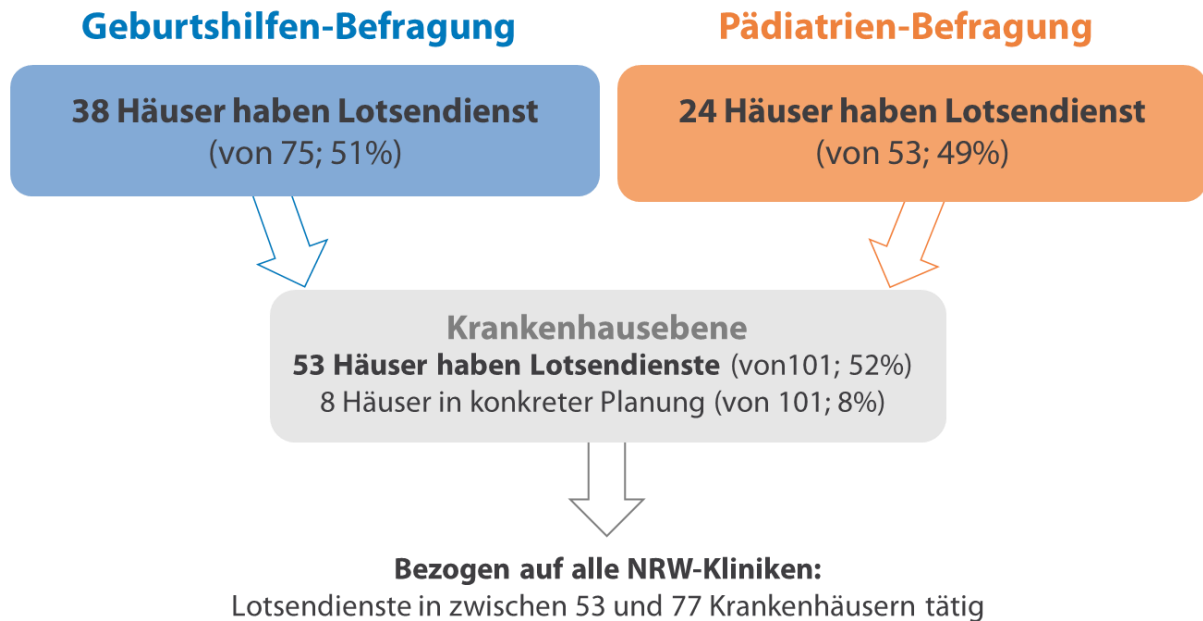 Geburtshilfen-Befragung
38 Häuser haben Lotsendienst
(von 75; 51%)
Pädiatrien-Befragung
24 Häuser haben Lotsendienst
(von 53; 49%)
Krankenhausebene
53 Häuser haben Lotsendienste (von101; 52%)
8 Häuser in konkreter Planung (von 101; 8%)
Bezogen auf alle NRW-Kliniken:
Lotsendienste in zwischen 53 und 77 Krankenhäusern tätig